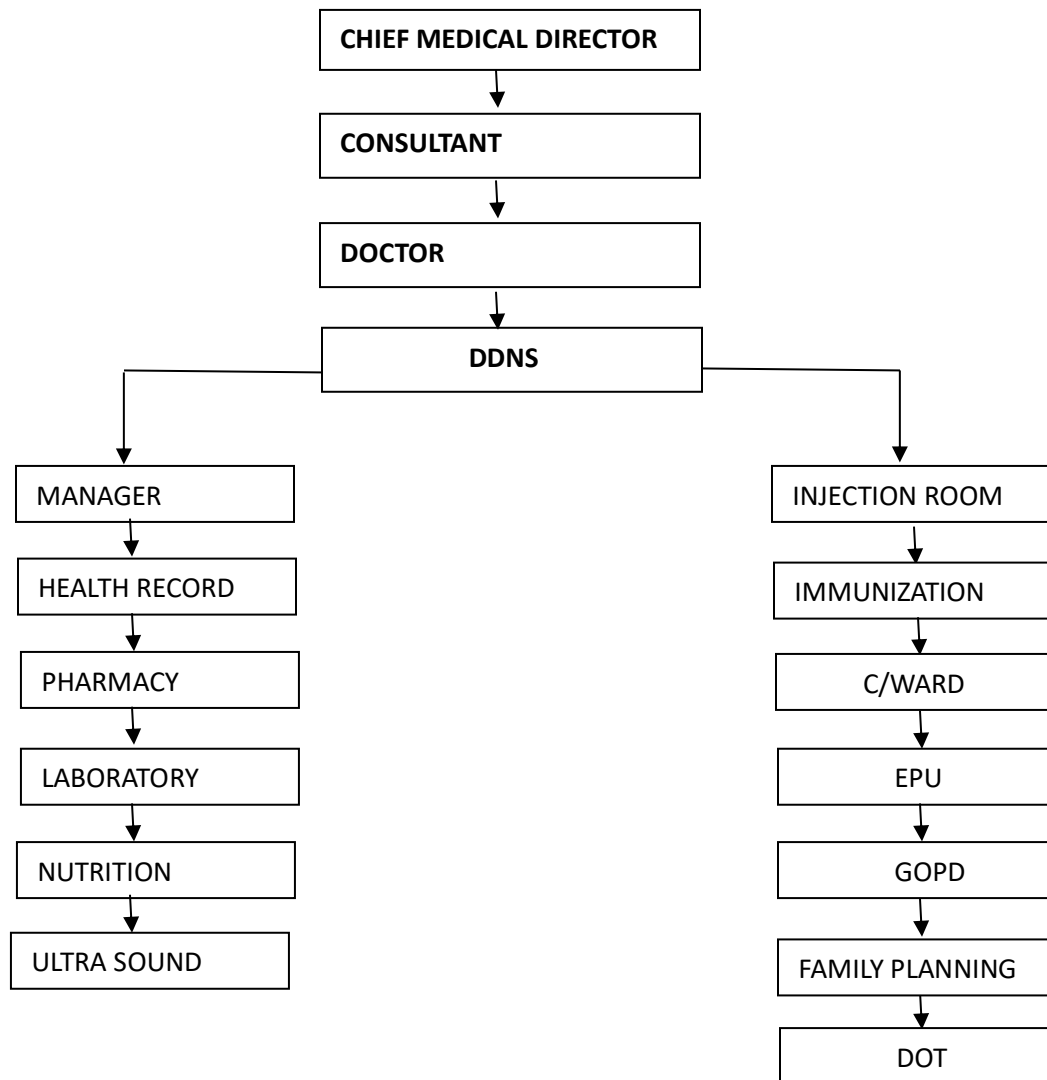 CHIEF MEDICAL DIRECTOR
CONSULTANT
DOCTOR
DDNS
MANAGER
HEALTH RECORD
PHARMACY
LABORATORY
NUTRITION
ULTRA SOUND
INJECTION ROOM
IMMUNIZATION
C/WARD
EPU
GOPD
FAMILY PLANNING
DOT